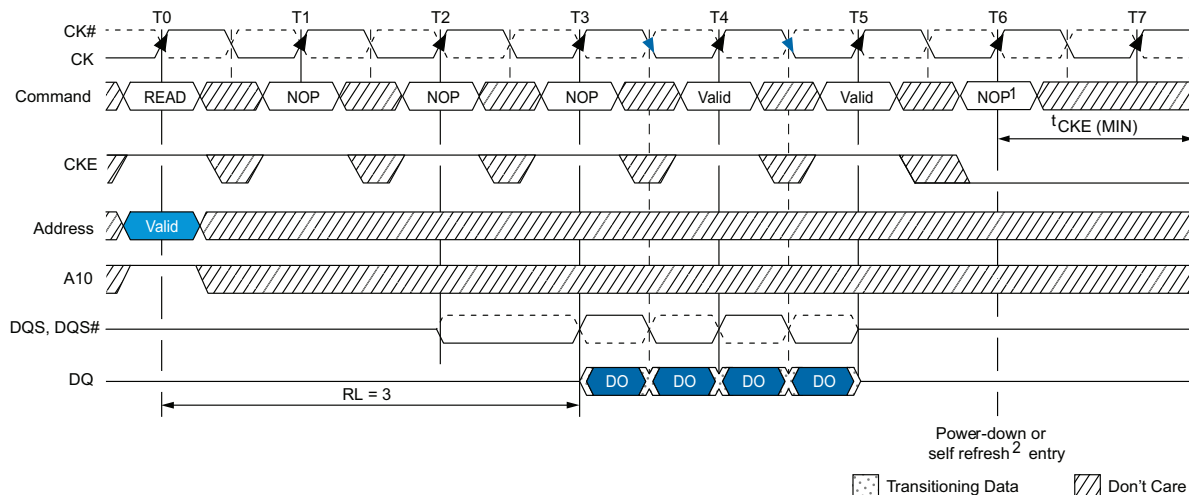 T0 T1 T2 T3 T4 T5 T6 T7
CK#
CK
Command READ NOP NOP NOP Valid Valid NOP1
tCKE (MIN)
CKE
Address Valid
A10
DQS, DQS#
DQ DO DO DO DO
RL = 3
Power-down or
self refresh2 entry
Transitioning Data Don't Care